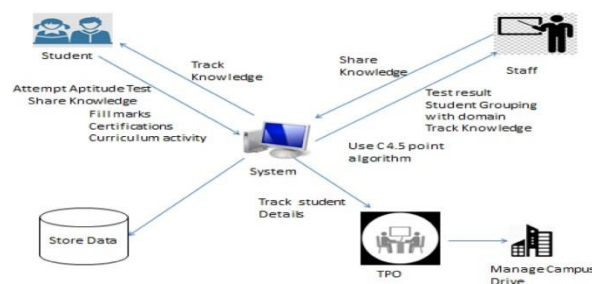 Student
Attempt Aptitude Test
Share Knowledge
Fill marks
Certifications
Curriculum activity
Track
Knowledge
Share
Knowledge
Staff
Test result
Student Grouping
with domain
Track Knowledge
Use C 4.5 point
algorithm
System
Track student
Details
Store Data
TPO
Manage Campus
Drive